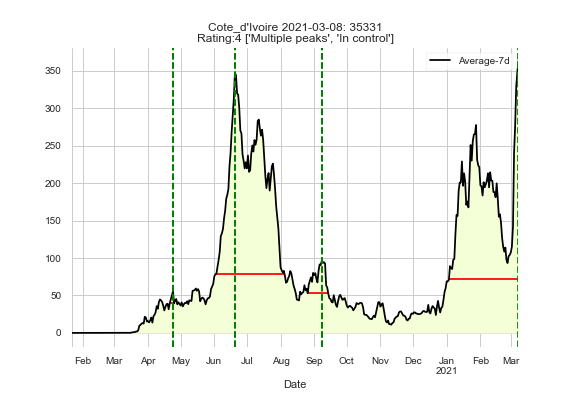 Cote_d'Ivoire 2021-03-08: 35331
Rating:4 ['Multiple peaks', 'In control']
Average-7d
350
300
250
200
150
100
50
0
Feb Mar Apr May Jun Jul Aug Sep Oct Nov Dec Jan Feb Mar
2021
Date